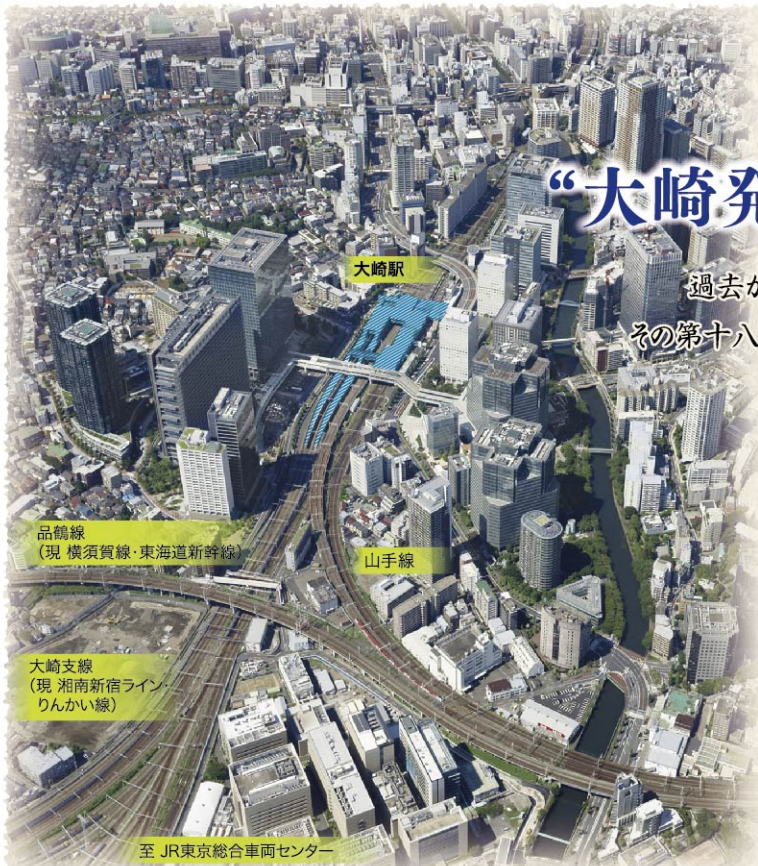 “大崎発
過去か
その第十八
大崎駅
品鶴線
(現 横須賀線・東海道新幹線)
山手線
大崎支線
(現 湘南新宿ライン・
りんかい線)
至 JR東京総合車両センター